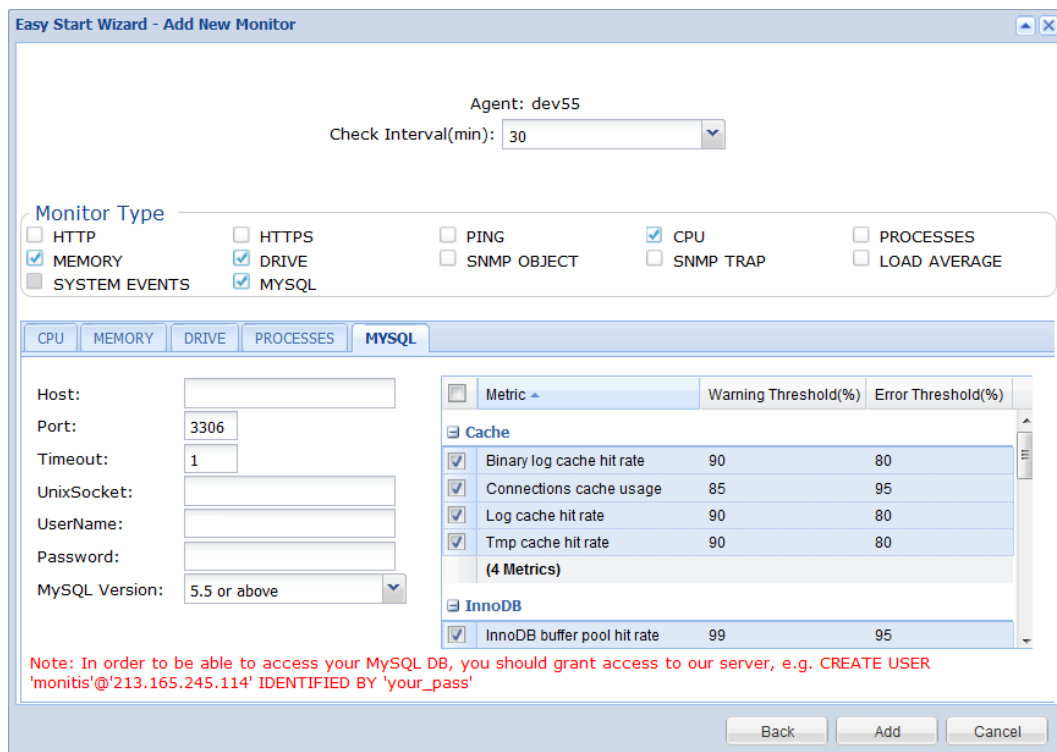 Easy Start Wizard - Add New Monitor
Agent: dev55
Check Interval(min): 30
Monitor Type
HTTP HTTPS PING CPU PROCESSES
MEMORY DRIVE SNMP OBJECT SNMP TRAP LOAD AVERAGE
SYSTEM EVENTS MYSQL
CPU MEMORY DRIVE PROCESSES MYSQL
Host:
Port: 3306
Timeout: 1
UnixSocket:
UserName:
Password:
MySQL Version: 5.5 or above
Metric Warning Threshold(%) Error Threshold(%)
Cache
Binary log cache hit rate 90 80
Connections cache usage 85 95
Log cache hit rate 90 80
Tmp cache hit rate 90 80
(4 Metrics)
InnoDB
InnoDB buffer pool hit rate 99 95
Note: In order to be able to access your MySQL DB, you should grant access to our server, e.g. CREATE USER
'monitis'@'213.165.245.114' IDENTIFIED BY 'your_pass'
Back Add Cancel